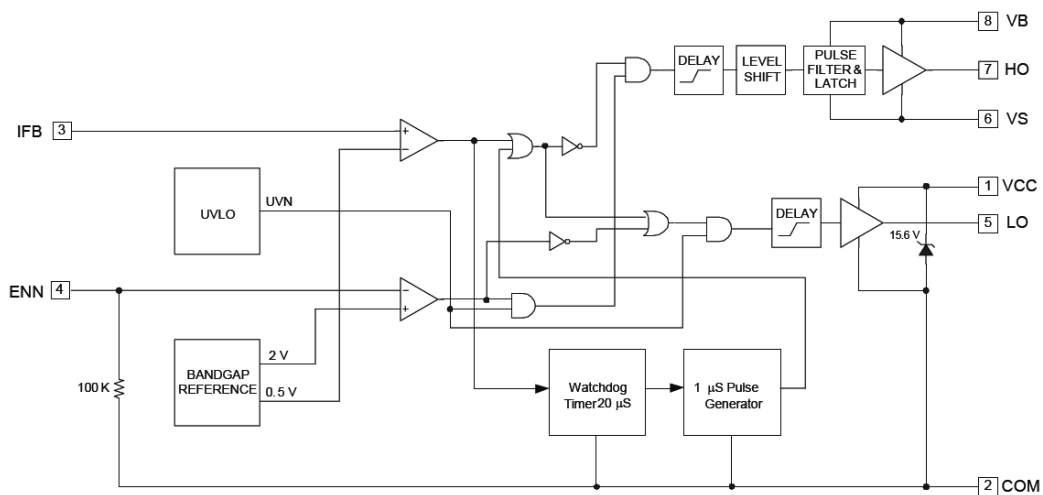 8 VB
DELAY
LEVEL
SHIFT
PULSE
FILTER &
LATCH
7 HO
6 VS
IFB 3
+
−
UVLO
UVN
1 VCC
DELAY
5 LO
15.6 V
ENN 4
−
+
BANDGAP
REFERENCE
2 V
0.5 V
100 K
Watchdog
Timer20 µS
1 µS Pulse
Generator
2 COM